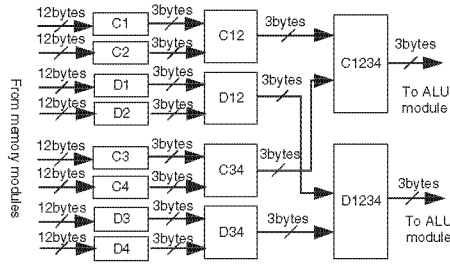 12bytes C1 3bytes C12 3bytes
C2
C1234 3bytes
To ALU
module
12bytes D1 3bytes D12 3bytes
D2
From memory modules
12bytes C3 3bytes C34 3bytes
C4
D1234 3bytes
To ALU
module
12bytes D3 3bytes D34 3bytes
12bytes D4 3bytes
12bytes 3bytes
12bytes 3bytes
12bytes 3bytes